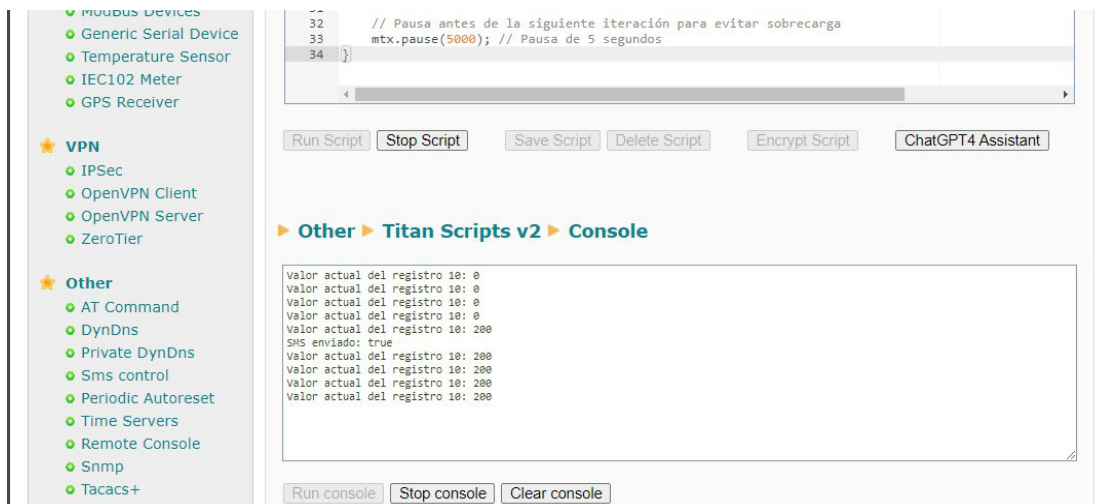 ModBus Devices
Generic Serial Device
Temperature Sensor
IEC102 Meter
GPS Receiver
VPN
IPSec
OpenVPN Client
OpenVPN Server
ZeroTier
Other
AT Command
DynDns
Private DynDns
Sms control
Periodic Autoreset
Time Servers
Remote Console
Snmp
Tacacs+
31
32 // Pausa antes de la siguiente iteración para evitar sobrecarga
33 mtx.pause(5000); // Pausa de 5 segundos
34 }
Run Script Stop Script Save Script Delete Script Encrypt Script ChatGPT4 Assistant
Other Titan Scripts v2 Console
Valor actual del registro 10: 0
Valor actual del registro 10: 0
Valor actual del registro 10: 0
Valor actual del registro 10: 0
Valor actual del registro 10: 200
SMS enviado: true
Valor actual del registro 10: 200
Valor actual del registro 10: 200
Valor actual del registro 10: 200
Valor actual del registro 10: 200
Run console Stop console Clear console